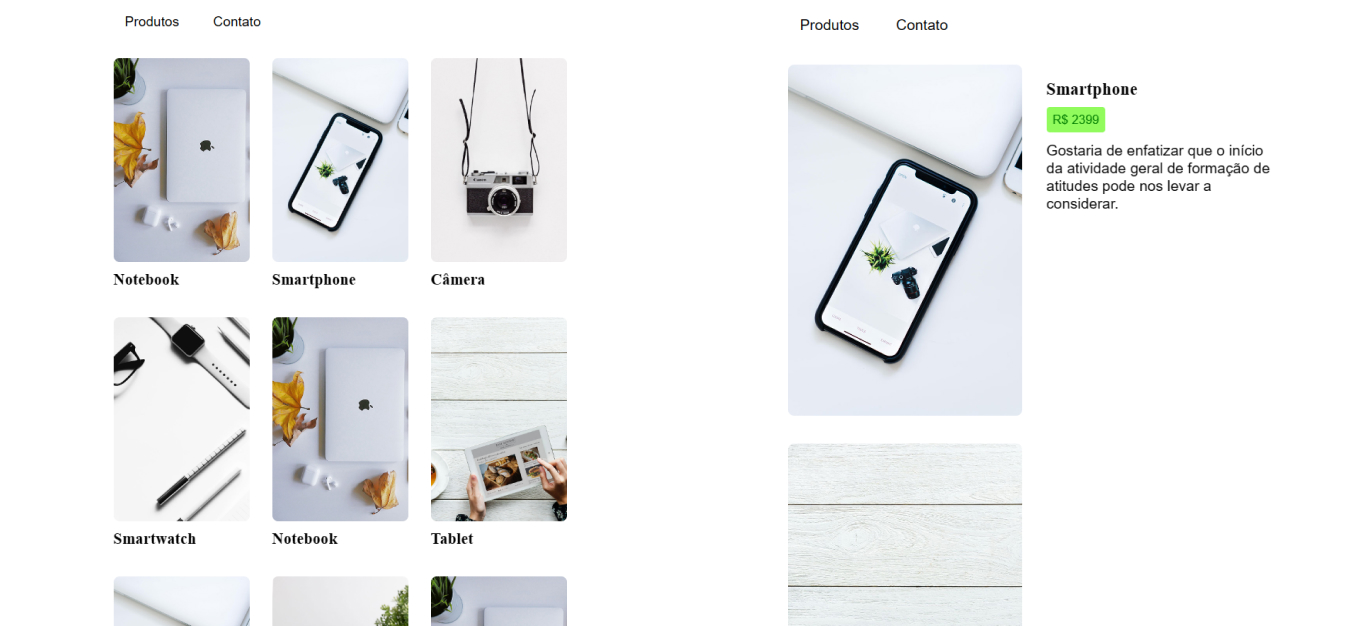 Produtos Contato
Notebook Smartphone Câmera
Smartwatch Notebook Tablet
Produtos Contato
Smartphone
R$ 2399
Gostaria de enfatizar que o início
da atividade geral de formação de
atitudes pode nos levar a
considerar.